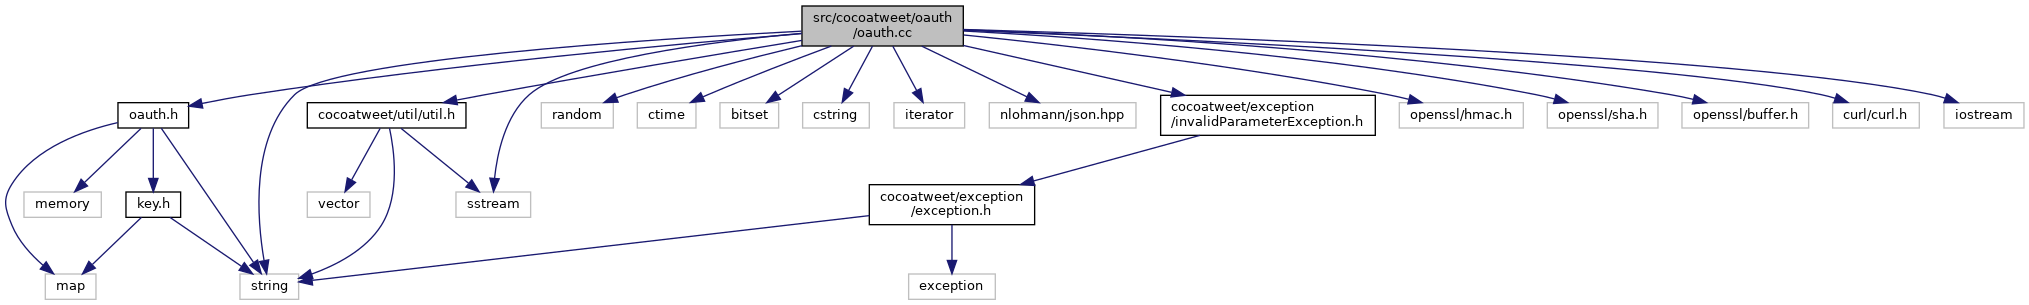 src/cocoatweet/oauth
/oauth.cc
oauth.h
cocoatweet/util/util.h
random
ctime
bitset
cstring
iterator
nlohmann/json.hpp
cocoatweet/exception
/invalidParameterException.h
openssl/hmac.h
openssl/sha.h
openssl/buffer.h
curl/curl.h
iostream
memory
key.h
vector
sstream
cocoatweet/exception
/exception.h
map
string
exception